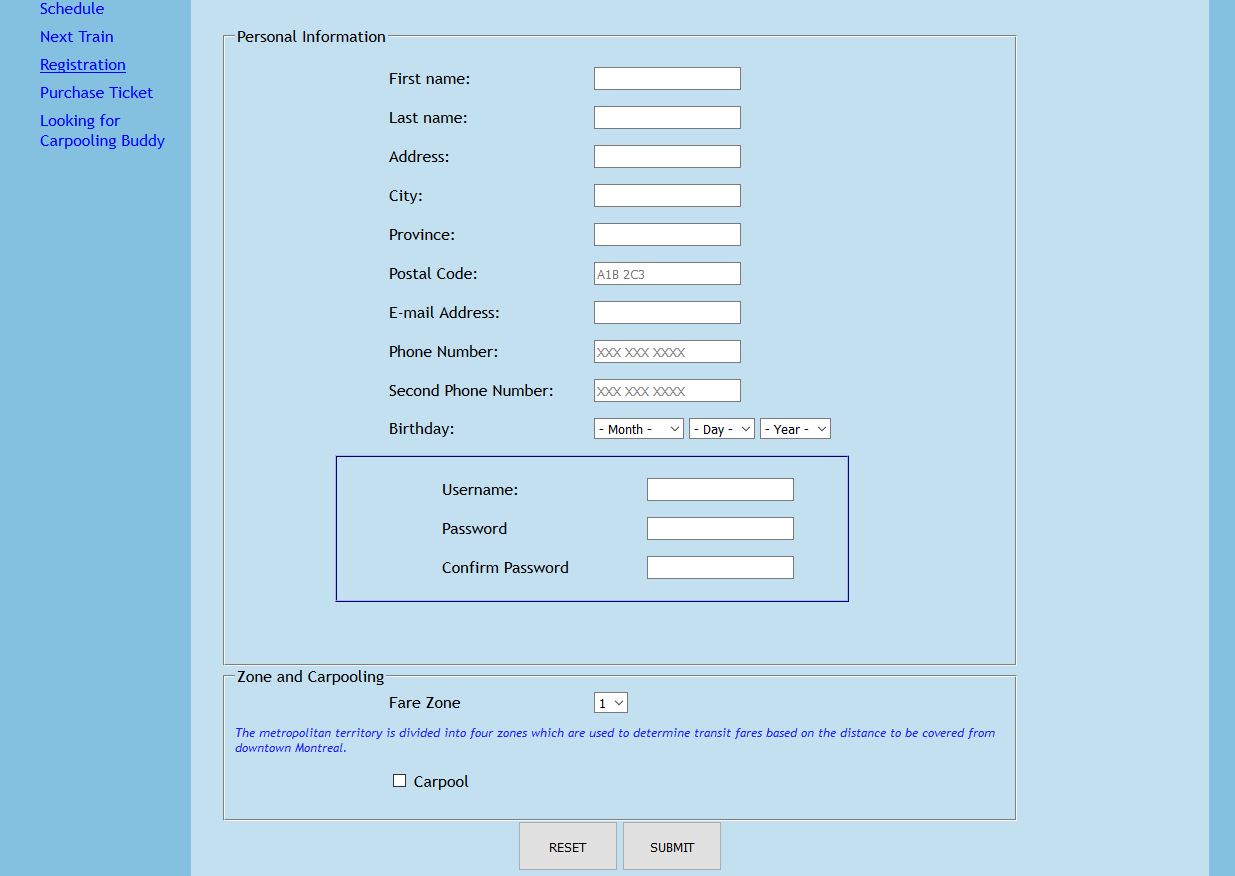 Schedule
Next Train
Registration
Purchase Ticket
Looking for
Carpooling Buddy
Personal Information
First name:
Last name:
Address:
City:
Province:
Postal Code: A1B 2C3
E-mail Address:
Phone Number: XXX XXX XXXX
Second Phone Number: XXX XXX XXXX
Birthday: - Month - - Day - - Year -
Username:
Password
Confirm Password
Zone and Carpooling
Fare Zone 1
The metropolitan territory is divided into four zones which are used to determine transit fares based on the distance to be covered from
downtown Montreal.
Carpool
RESET SUBMIT